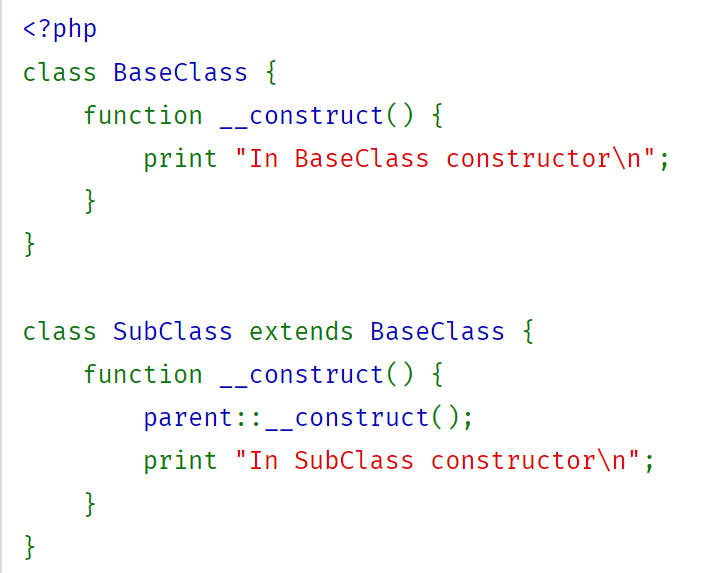 <?php
class BaseClass {
    function __construct() {
        print "In BaseClass constructor\n";
    }
}

class SubClass extends BaseClass {
    function __construct() {
        parent::__construct();
        print "In SubClass constructor\n";
    }
}